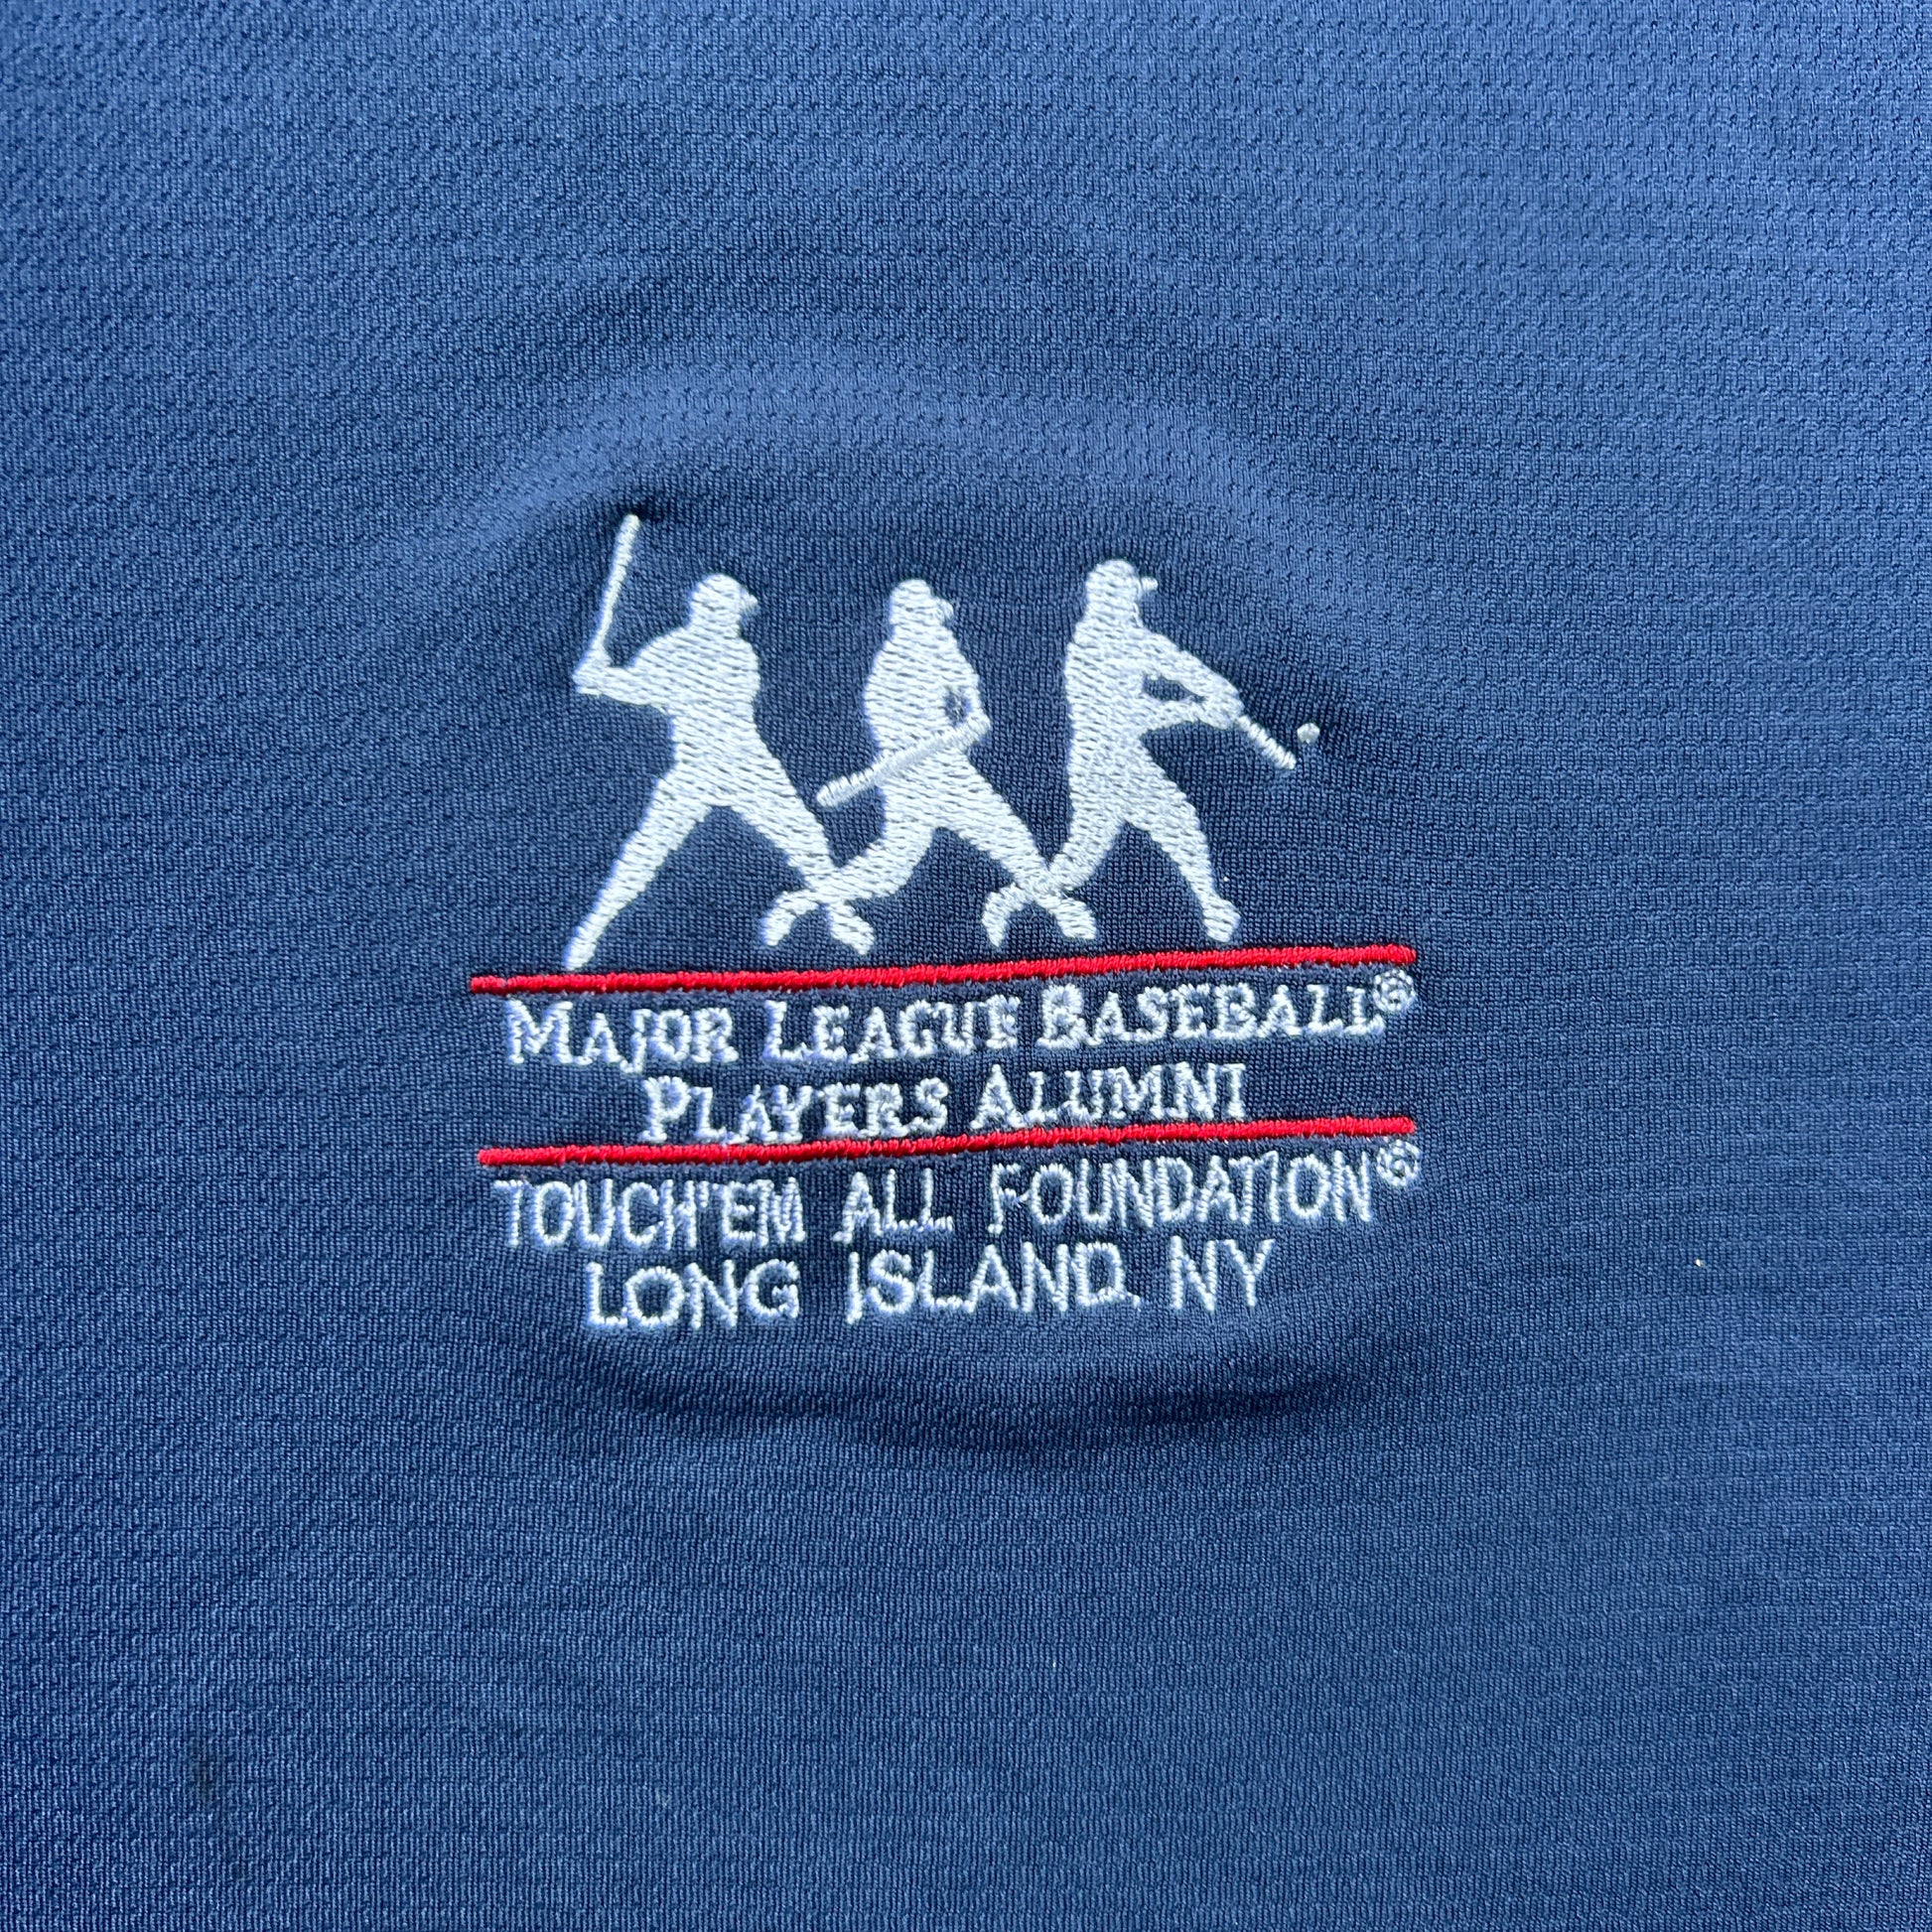 MAJOR LEAGUE BASEBALL®
PLAYERS ALUMNI
TOUCH'EM ALL FOUNDATION®
LONG ISLAND, NY